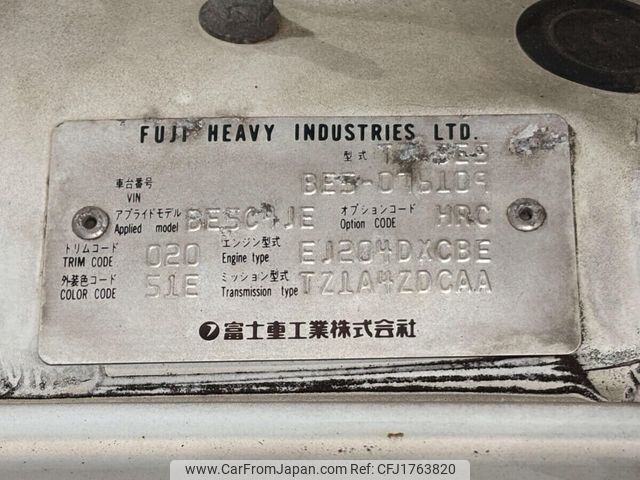 FUJI HEAVY INDUSTRIES LTD.
型式
車台番号 VIN BE5-076109
アプライドモデル Applied model BE5C4JE オプションコード Option CODE HRC
トリムコード TRIM CODE 020 エンジン型式 Engine type EJ204DXCBE
外装色コード COLOR CODE 51E ミッション型式 Transmission type TZ1A4ZDCAA
富士重工業株式会社
www.CarFromJapan.com | CFJ1763820